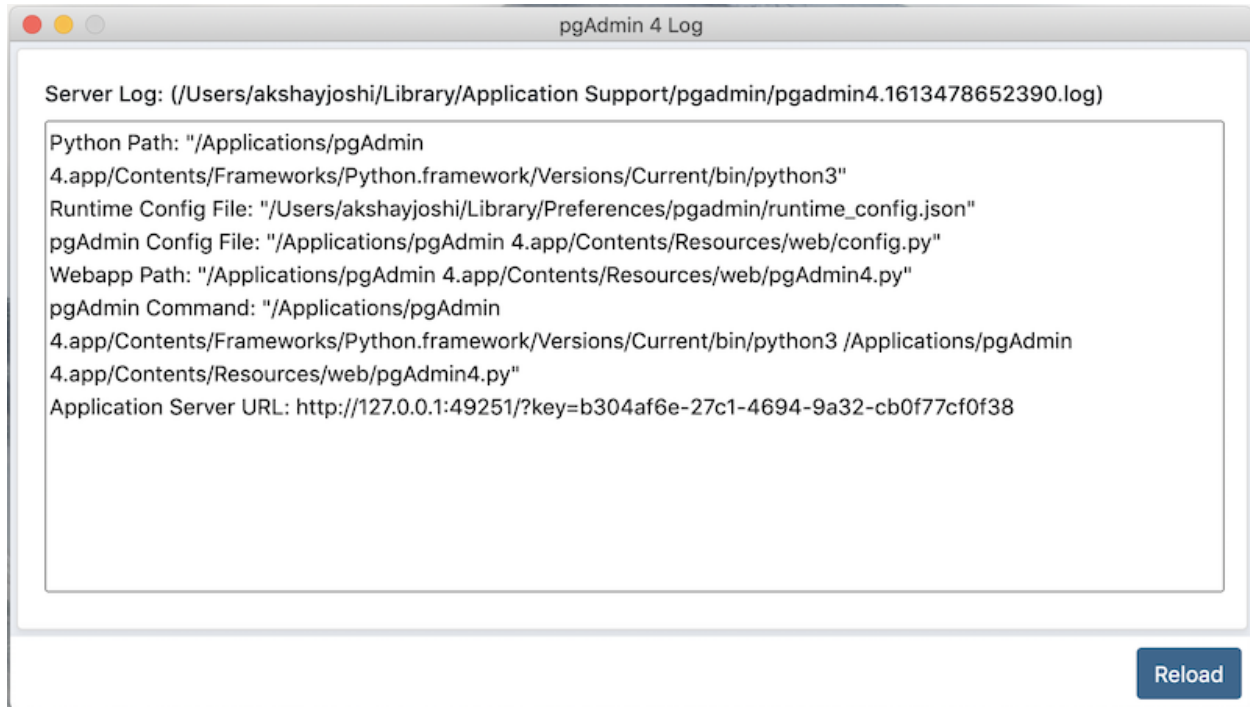 pgAdmin 4 Log
Server Log: (/Users/akshayjoshi/Library/Application Support/pgadmin/pgadmin4.1613478652390.log)
Python Path: "/Applications/pgAdmin
4.app/Contents/Frameworks/Python.framework/Versions/Current/bin/python3"
Runtime Config File: "/Users/akshayjoshi/Library/Preferences/pgadmin/runtime_config.json"
pgAdmin Config File: "/Applications/pgAdmin 4.app/Contents/Resources/web/config.py"
Webapp Path: "/Applications/pgAdmin 4.app/Contents/Resources/web/pgAdmin4.py"
pgAdmin Command: "/Applications/pgAdmin
4.app/Contents/Frameworks/Python.framework/Versions/Current/bin/python3 /Applications/pgAdmin
4.app/Contents/Resources/web/pgAdmin4.py"
Application Server URL: http://127.0.0.1:49251/?key=b304af6e-27c1-4694-9a32-cb0f77cf0f38
Reload